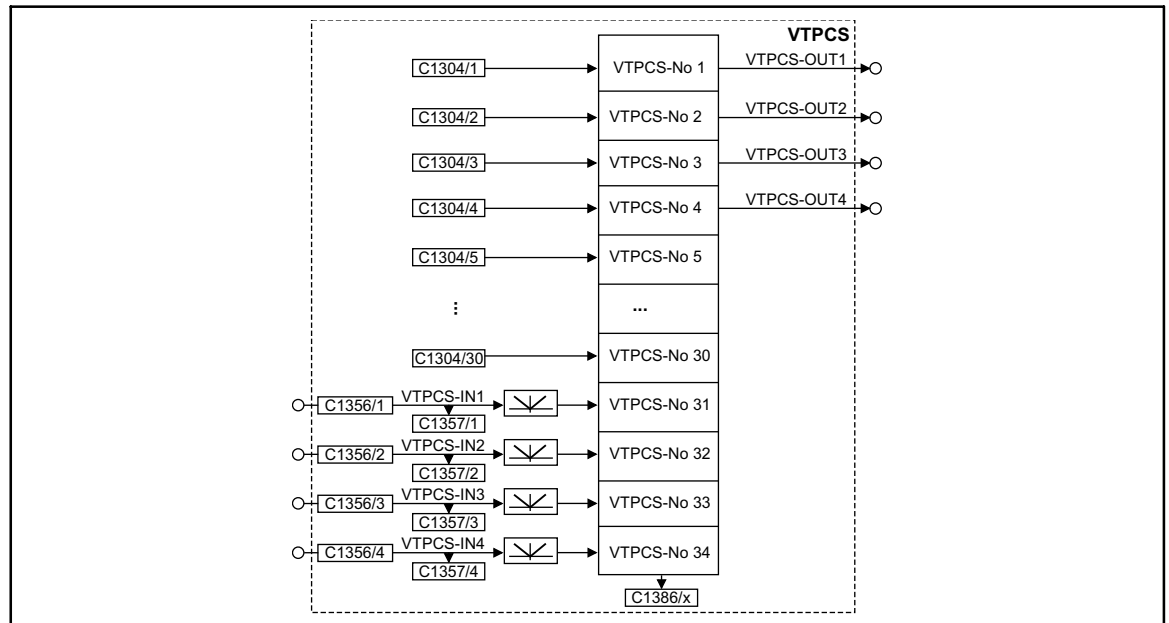 VTPCS
C1304/1
VTPCS-No 1
VTPCS-OUT1
C1304/2
VTPCS-No 2
VTPCS-OUT2
C1304/3
VTPCS-No 3
VTPCS-OUT3
C1304/4
VTPCS-No 4
VTPCS-OUT4
C1304/5
VTPCS-No 5
...
...
C1304/30
VTPCS-No 30
C1356/1
VTPCS-IN1
C1357/1
VTPCS-No 31
C1356/2
VTPCS-IN2
C1357/2
VTPCS-No 32
C1356/3
VTPCS-IN3
C1357/3
VTPCS-No 33
C1356/4
VTPCS-IN4
C1357/4
VTPCS-No 34
C1386/x